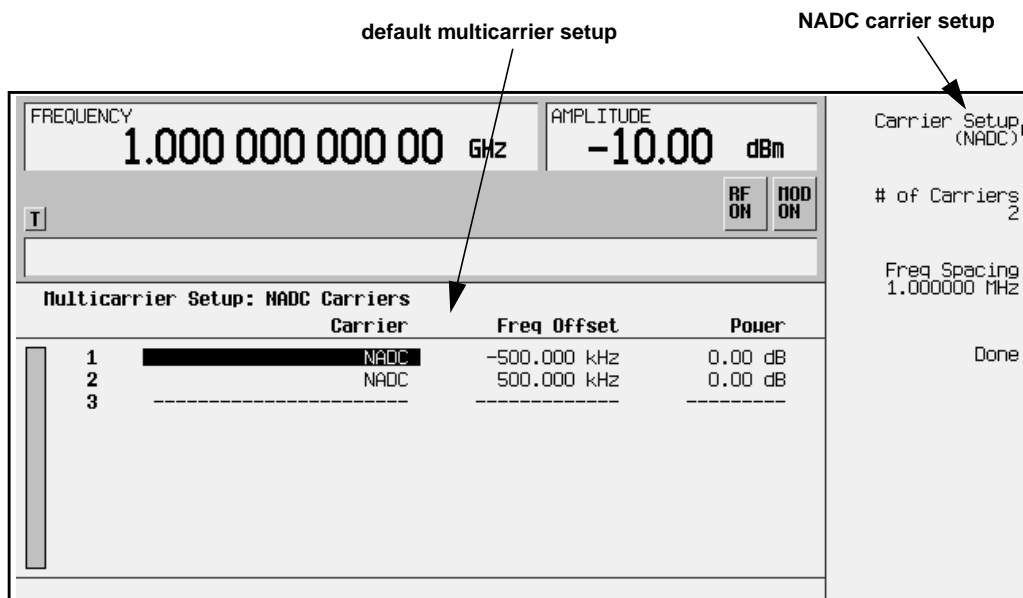 default multicarrier setup
NADC carrier setup
FREQUENCY
1.000 000 000 00 GHz
AMPLITUDE
-10.00 dBm
T
RF ON
MOD ON
Multicarrier Setup: NADC Carriers
Carrier Freq Offset Power
1 NADC -500.000 kHz 0.00 dB
2 NADC 500.000 kHz 0.00 dB
3 ----------------------- ------------- ---------
Carrier Setup
(NADC)
# of Carriers
2
Freq Spacing
1.000000 MHz
Done